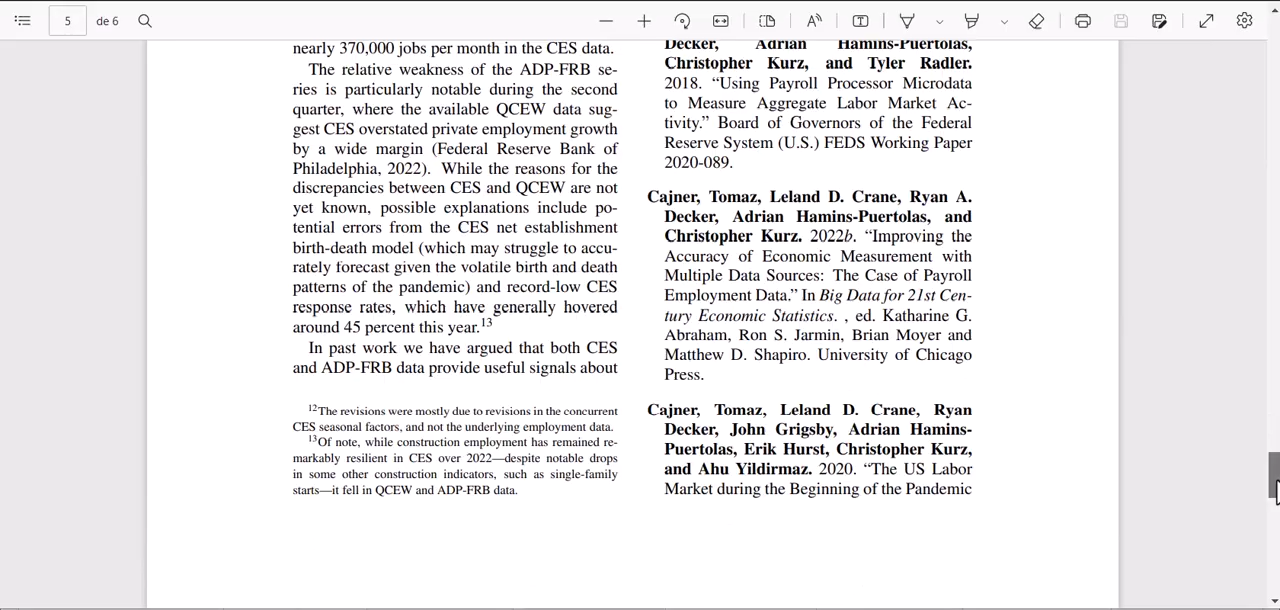 5 de 6
nearly 370,000 jobs per month in the CES data.
The relative weakness of the ADP-FRB se-
ries is particularly notable during the second
quarter, where the available QCEW data sug-
gest CES overstated private employment growth
by a wide margin (Federal Reserve Bank of
Philadelphia, 2022). While the reasons for the
discrepancies between CES and QCEW are not
yet known, possible explanations include po-
tential errors from the CES net establishment
birth-death model (which may struggle to accu-
rately forecast given the volatile birth and death
patterns of the pandemic) and record-low CES
response rates, which have generally hovered
around 45 percent this year.13
In past work we have argued that both CES
and ADP-FRB data provide useful signals about
12The revisions were mostly due to revisions in the concurrent
CES seasonal factors, and not the underlying employment data.
13Of note, while construction employment has remained re-
markably resilient in CES over 2022—despite notable drops
in some other construction indicators, such as single-family
starts—it fell in QCEW and ADP-FRB data.
Decker, Adrian Hamins-Puertolas,
Christopher Kurz, and Tyler Radler.
2018. “Using Payroll Processor Microdata
to Measure Aggregate Labor Market Ac-
tivity.” Board of Governors of the Federal
Reserve System (U.S.) FEDS Working Paper
2020-089.
Cajner, Tomaz, Leland D. Crane, Ryan A.
Decker, Adrian Hamins-Puertolas, and
Christopher Kurz. 2022b. “Improving the
Accuracy of Economic Measurement with
Multiple Data Sources: The Case of Payroll
Employment Data.” In Big Data for 21st Cen-
tury Economic Statistics. , ed. Katharine G.
Abraham, Ron S. Jarmin, Brian Moyer and
Matthew D. Shapiro. University of Chicago
Press.
Cajner, Tomaz, Leland D. Crane, Ryan
Decker, John Grigsby, Adrian Hamins-
Puertolas, Erik Hurst, Christopher Kurz,
and Ahu Yildirmaz. 2020. “The US Labor
Market during the Beginning of the Pandemic